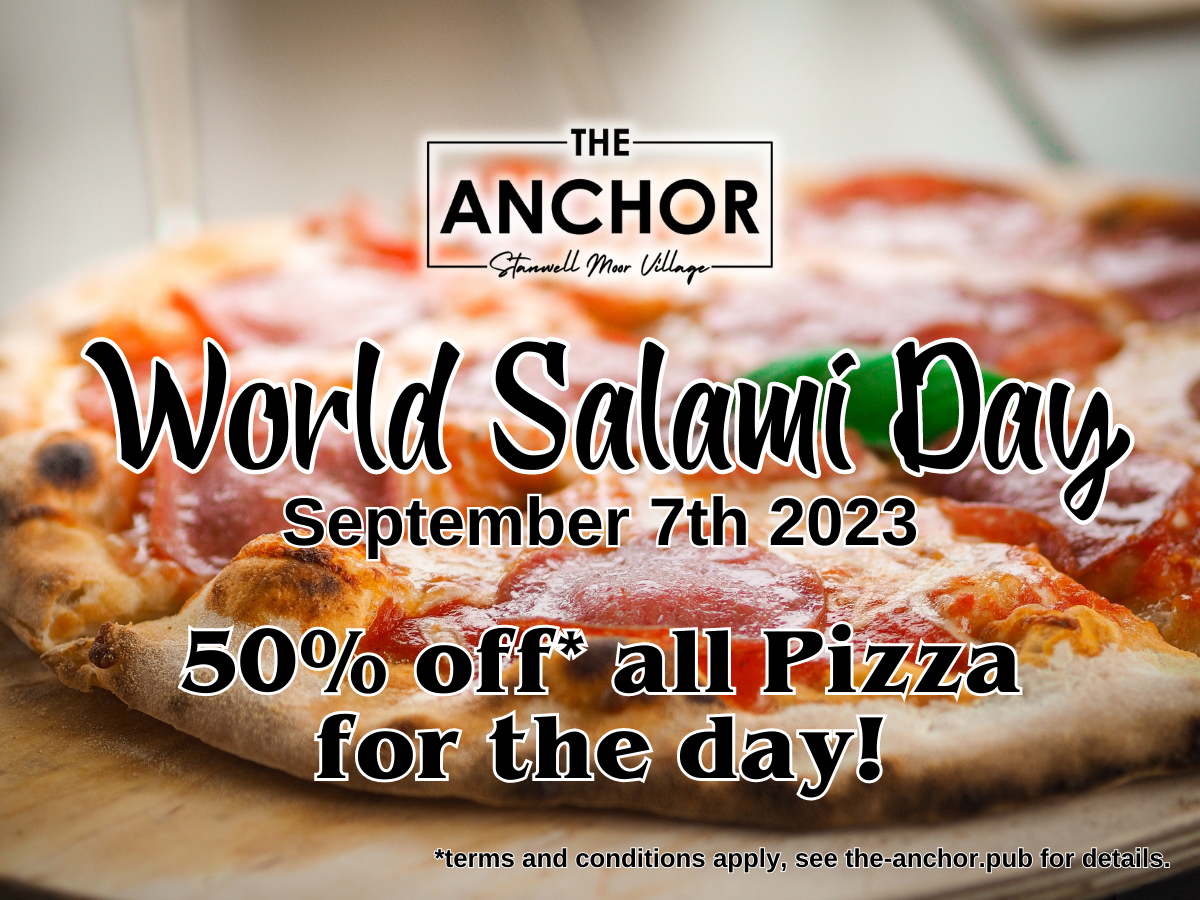 THE
ANCHOR
Stanwell Moor Village
World Salami Day
September 7th 2023
50% off* all Pizza
for the day!
*terms and conditions apply, see the-anchor.pub for details.